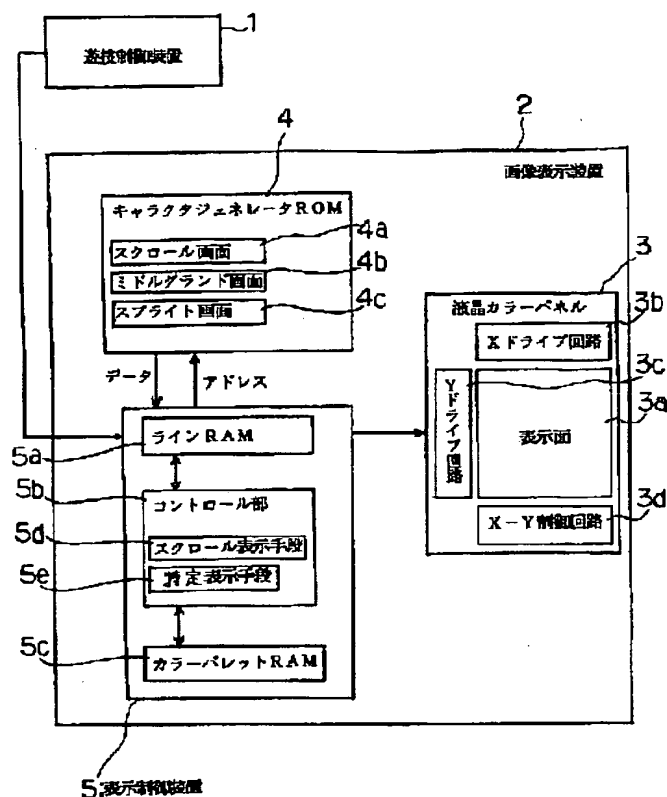 1
遊技制御装置
2
画像表示装置
4
キャラクタジェネレータROM
4a
スクロール画面
4b
ミドルグランド画面
4c
スプライト画面
データ
アドレス
3
液晶カラーパネル
3b
Xドライブ回路
3c
Yドライブ回路
3a
表示面
3d
X-Y制御回路
5a
ラインRAM
5b
コントロール部
5d
スクロール表示手段
5e
特定表示手段
5c
カラーパレットRAM
5:表示制御装置